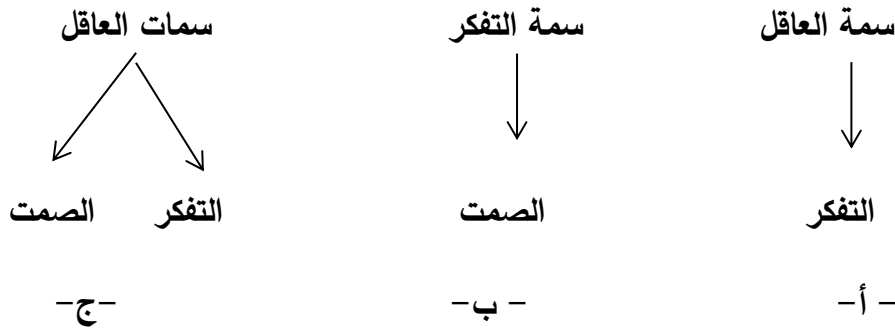 سمة العاقل سمة التفكر سمات العاقل
التفكر الصمت التفكر الصمت
- أ - - ب - - ج -